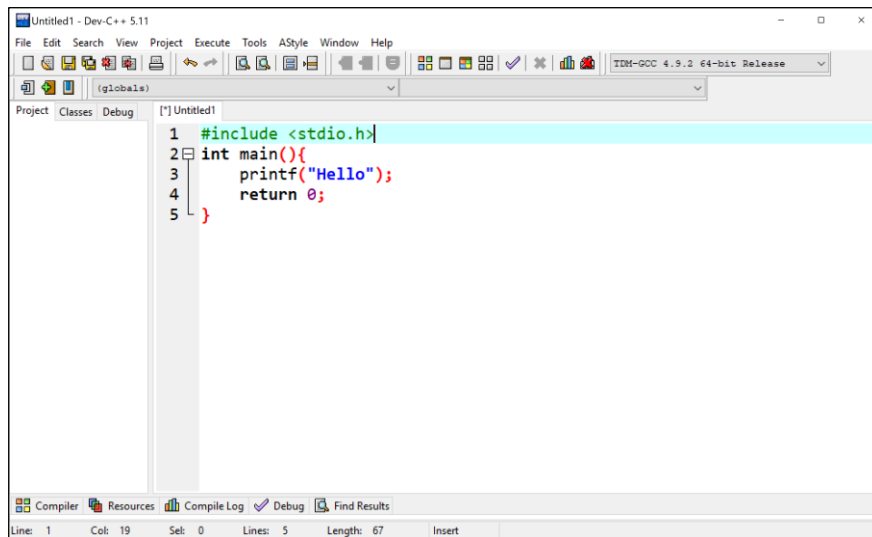 Untitled1 - Dev-C++ 5.11
File Edit Search View Project Execute Tools AStyle Window Help
TDM-GCC 4.9.2 64-bit Release
(globals)
Project Classes Debug [*] Untitled1
1 #include <stdio.h>
2 int main(){
3 printf("Hello");
4 return 0;
5 }
Compiler Resources Compile Log Debug Find Results
Line: 1 Col: 19 Sel: 0 Lines: 5 Length: 67 Insert